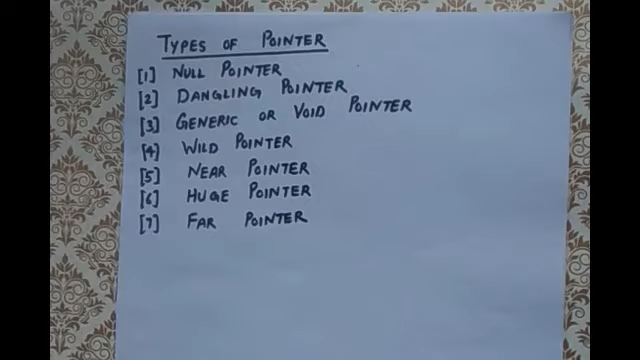 TYPES OF POINTER
[1] NULL POINTER
[2] DANGLING POINTER
[3] GENERIC OR VOID POINTER
[4] WILD POINTER
[5] NEAR POINTER
[6] HUGE POINTER
[7] FAR POINTER